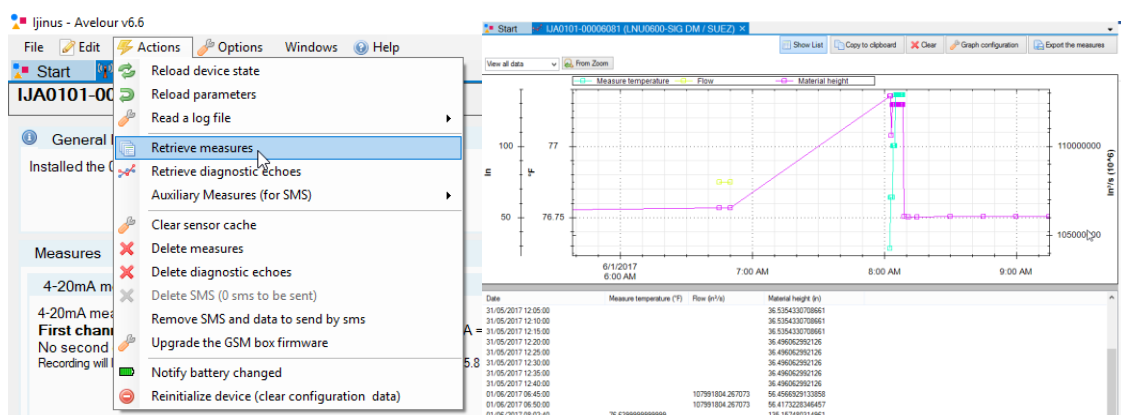 Ijinus - Avelour v6.6
File Edit Actions Options Windows Help
Start
IJA0101-00
General I
Installed the 0
Measures
4-20mA m
4-20mA mea
First chann
No second
Recording will b
A =
5.8
Reload device state
Reload parameters
Read a log file
Retrieve measures
Retrieve diagnostic echoes
Auxiliary Measures (for SMS)
Clear sensor cache
Delete measures
Delete diagnostic echoes
Delete SMS (0 sms to be sent)
Remove SMS and data to send by sms
Upgrade the GSM box firmware
Notify battery changed
Reinitialize device (clear configuration data)
Start IJA0101-00006081 (LNU0600-SIG DM / SUEZ)
Show List Copy to clipboard Clear Graph configuration Export the measures
View all data From Zoom
Measure temperature Flow Material height
100 77 110000000
In °F In³/s (10^6)
50 76.75
6/1/2017
6:00 AM 7:00 AM 8:00 AM 9:00 AM
Date Measure temperature (°F) Flow (in³/s) Material height (in)
31/05/2017 12:05:00 36.5354330708661
31/05/2017 12:10:00 36.5354330708661
31/05/2017 12:15:00 36.5354330708661
31/05/2017 12:20:00 36.496062992126
31/05/2017 12:25:00 36.496062992126
31/05/2017 12:30:00 36.496062992126
31/05/2017 12:35:00 36.496062992126
31/05/2017 12:40:00 36.496062992126
01/06/2017 06:45:00 107991804.267073 56.4566929133858
01/06/2017 06:50:00 107991804.267073 56.4173228346457